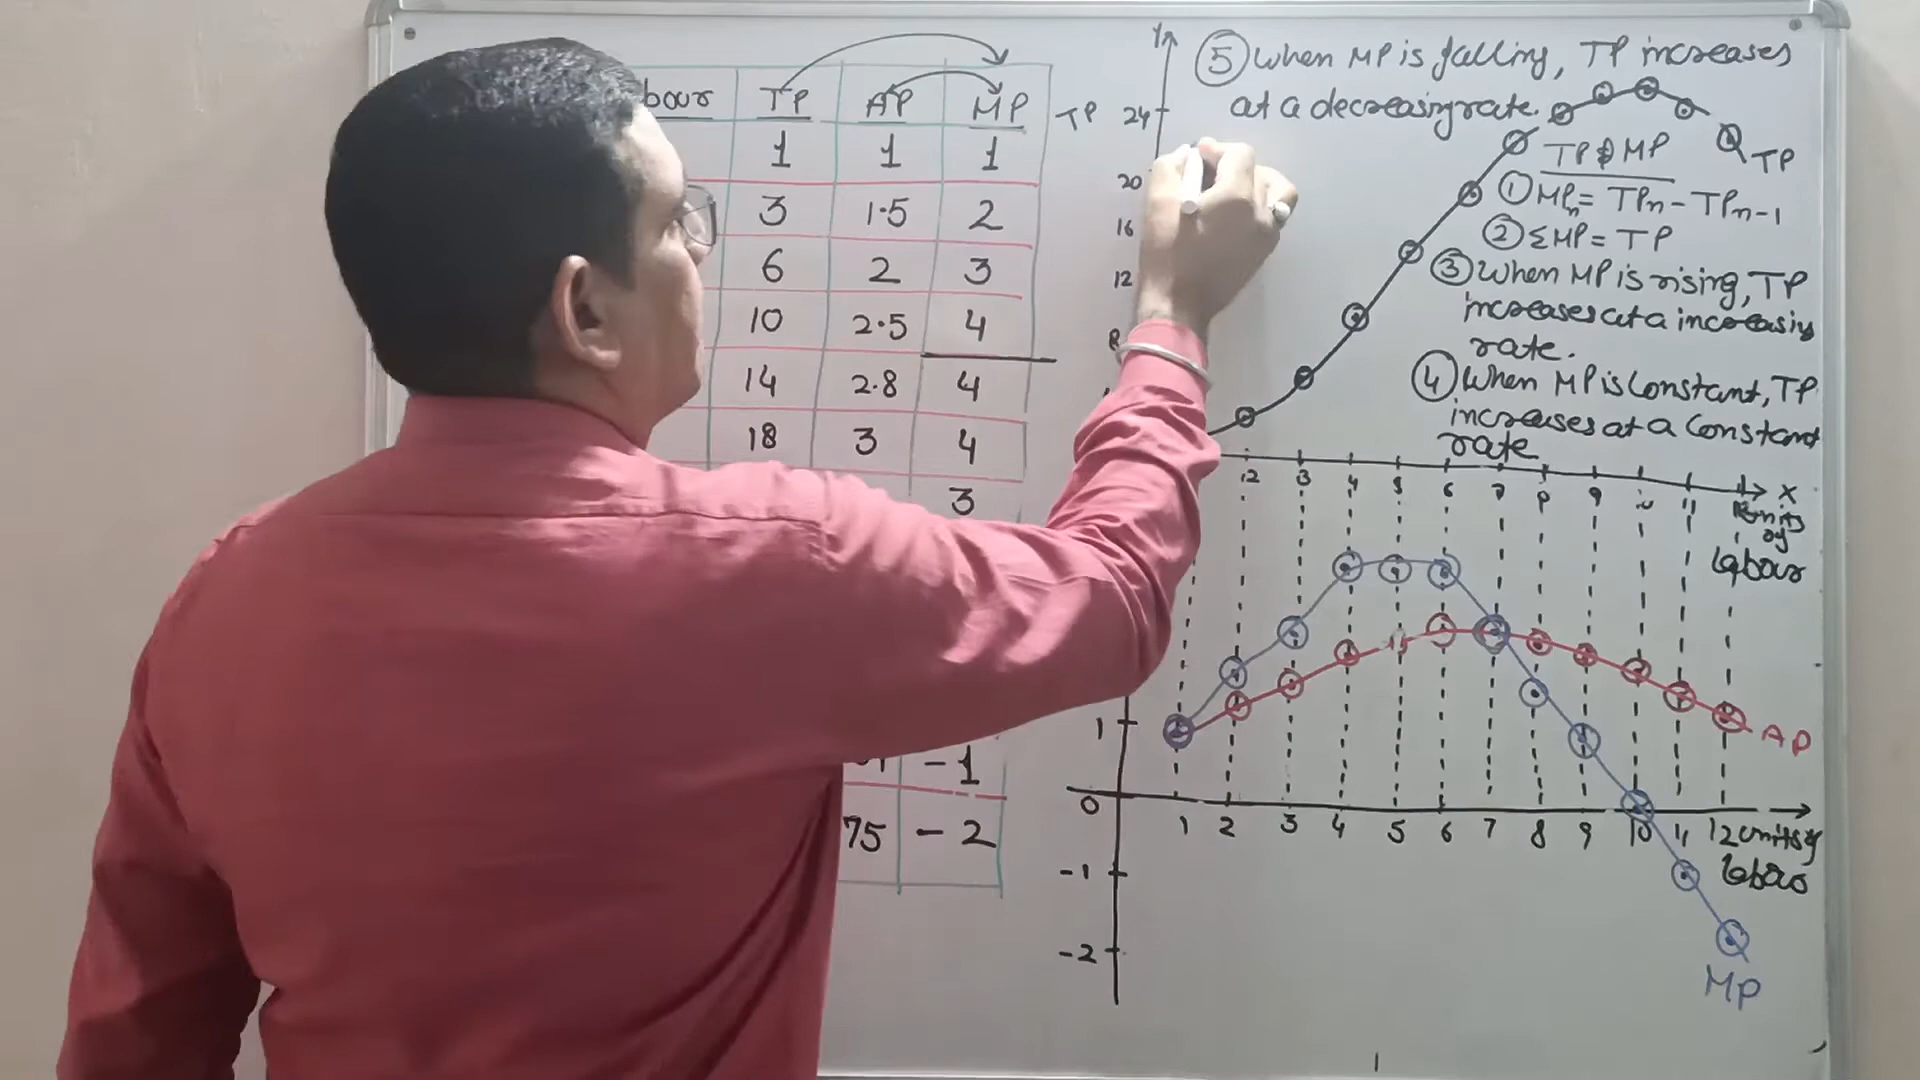 bour TP AP MP
1 1 1
3 1.5 2
6 2 3
10 2.5 4
14 2.8 4
18 3 4
3
-1
75 -2
Y
TP 24
20
16
12
⑤ When MP is falling, TP increases
at a decreasing rate.
TP
TP & MP
① MPn = TPn - TPn-1
② ΣMP = TP
③ When MP is rising, TP
increases at a increasing
rate.
④ When MP is Constant, TP
increases at a Constant
rate
2 3 4 5 6 7 8 9 10 11 X
units
of
labour
1
0
-1
-2
AP
1 2 3 4 5 6 7 8 9 10 11 12 units of
labour
MP